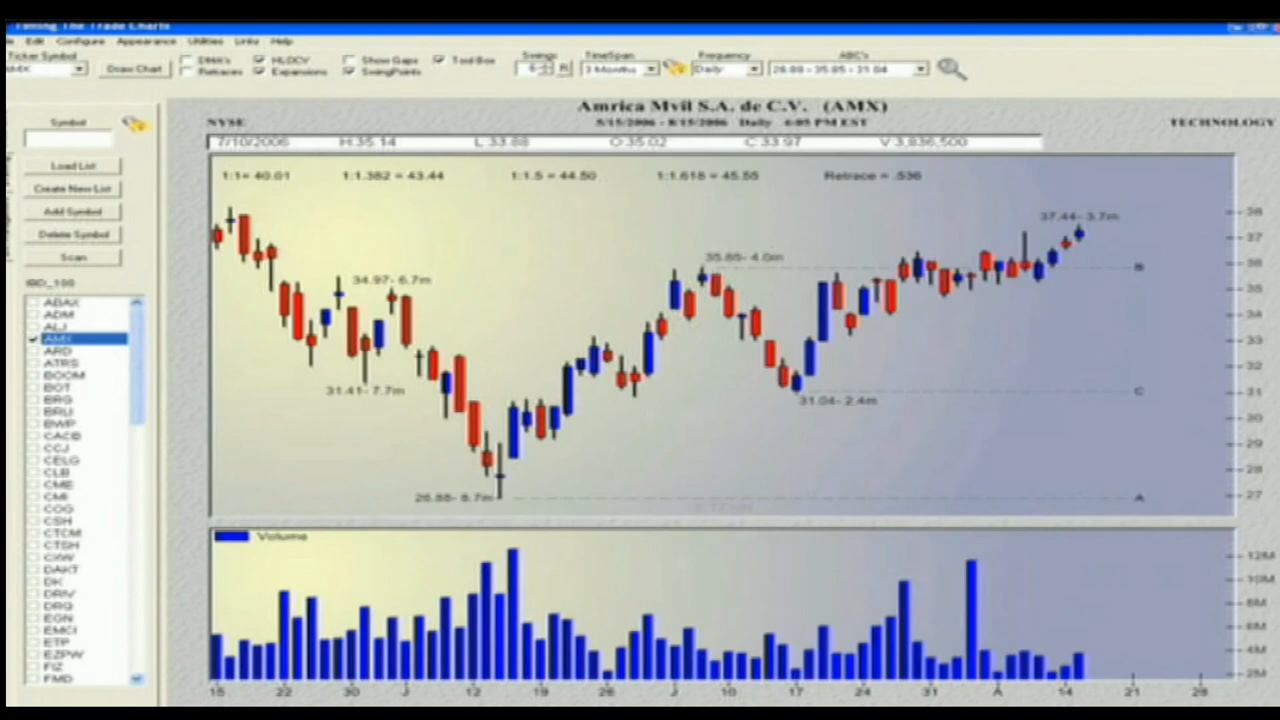 Timing The Trade Charts
Edit Configure Appearance Utilities Links Help
Ticker Symbol
AMX
Draw Chart
DMA's
Retraces
HLOCV
Expansions
Show Gaps
SwingPoints
Tool Box
Swings
6
R
TimeSpan
3 Months
Frequency
Daily
ABC's
26.88 - 35.85 - 31.04
Amrica Mvil S.A. de C.V. (AMX)
NYSE
5/15/2006 - 8/15/2006 Daily 6:05 PM EST
TECHNOLOGY
7/10/2006 H:35.14 L:33.88 O:35.02 C:33.97 V:3,836,500
1:1= 40.01 1:1.382 = 43.44 1:1.5 = 44.50 1:1.618 = 45.55 Retrace = .536
Symbol
Load List
Create New List
Add Symbol
Delete Symbol
Scan
IBD_100
ABAX
ADM
ALJ
AMX
ARD
ATRS
BOOM
BOT
BRG
BRLI
BWP
CACB
CCJ
CELG
CLB
CME
CMI
COG
CSH
CTCM
CTSH
CXW
DAKT
DK
DRIV
DRQ
EGN
EMCI
ETP
EZPW
FIZ
FMD
37.44- 3.7m
35.85- 4.0m
34.97- 6.7m
31.41- 7.7m
31.04- 2.4m
26.88- 8.7m
B
C
A
38
37
36
35
34
33
32
31
30
29
28
27
Volume
12M
10M
8M
6M
4M
2M
15 22 30 J 12 19 26 J 10 17 24 31 A 14 21 28